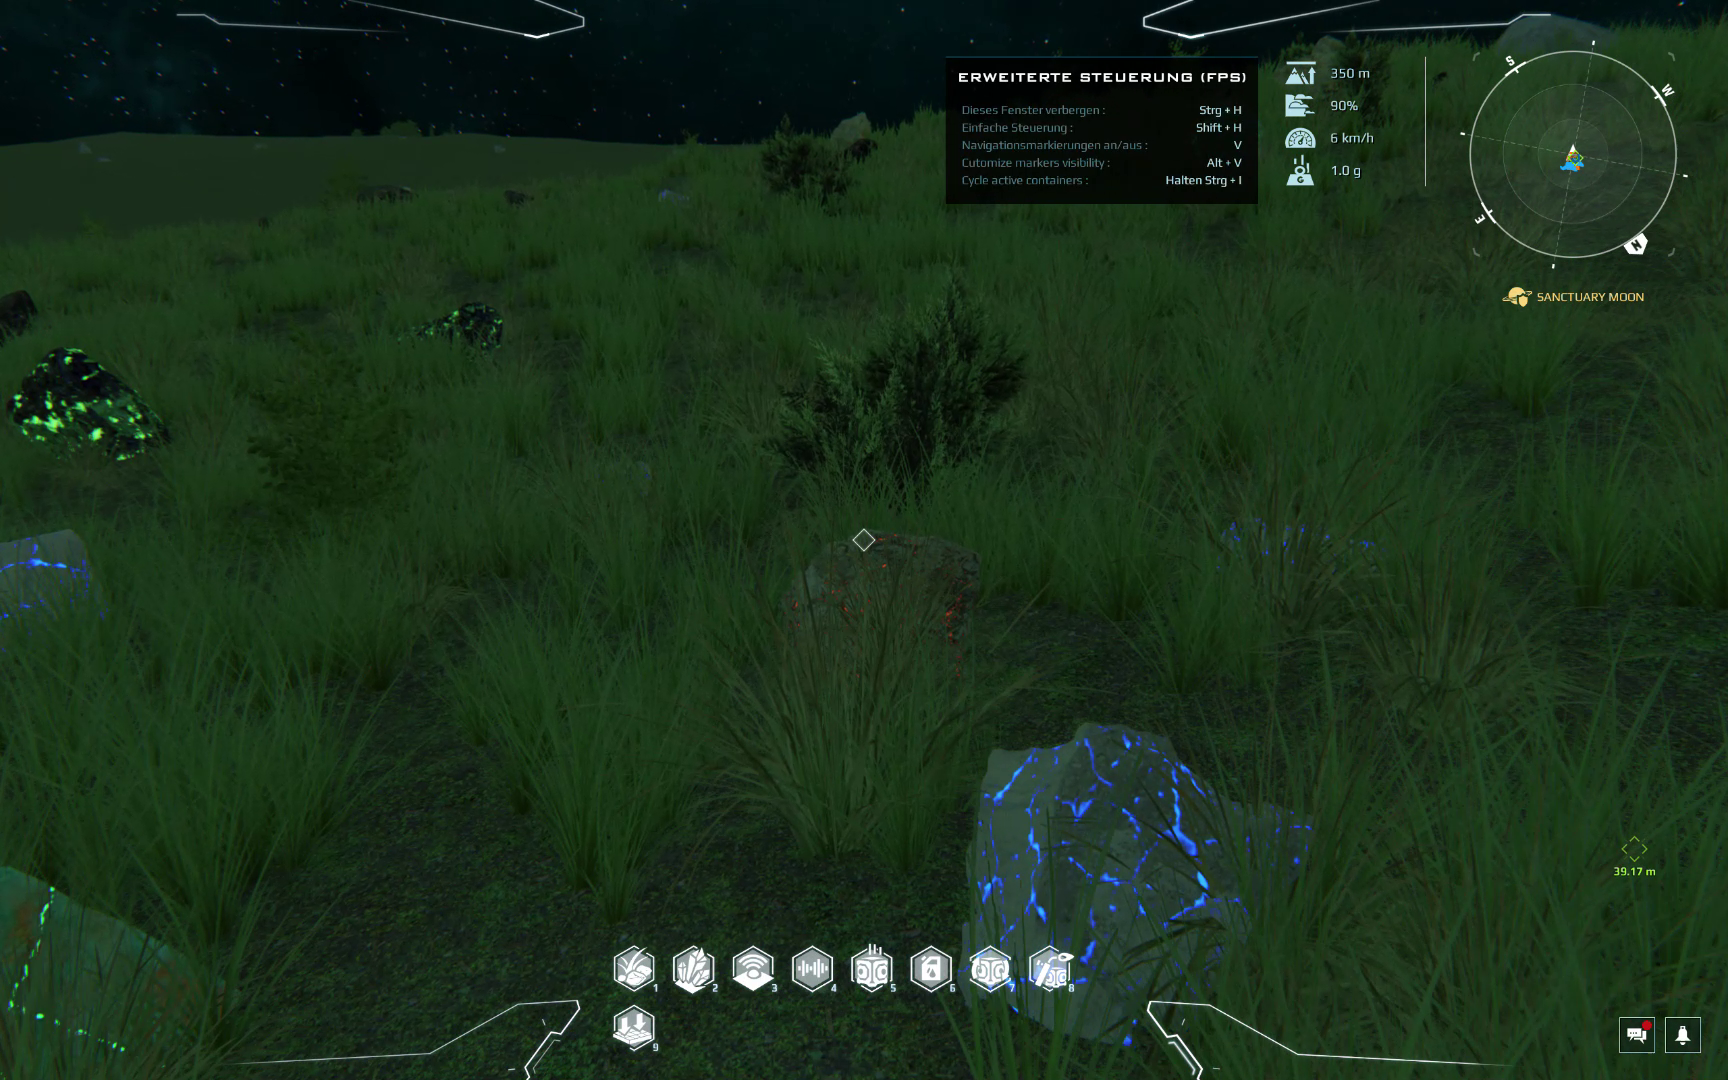 ERWEITERTE STEUERUNG (FPS)
Dieses Fenster verbergen : Strg + H
Einfache Steuerung : Shift + H
Navigationsmarkierungen an/aus : V
Cutomize markers visibility : Alt + V
Cycle active containers : Halten Strg + I
350 m
90%
6 km/h
1.0 g
G
S
W
E
N
SANCTUARY MOON
39.17 m
1
2
3
4
5
6
7
8
9